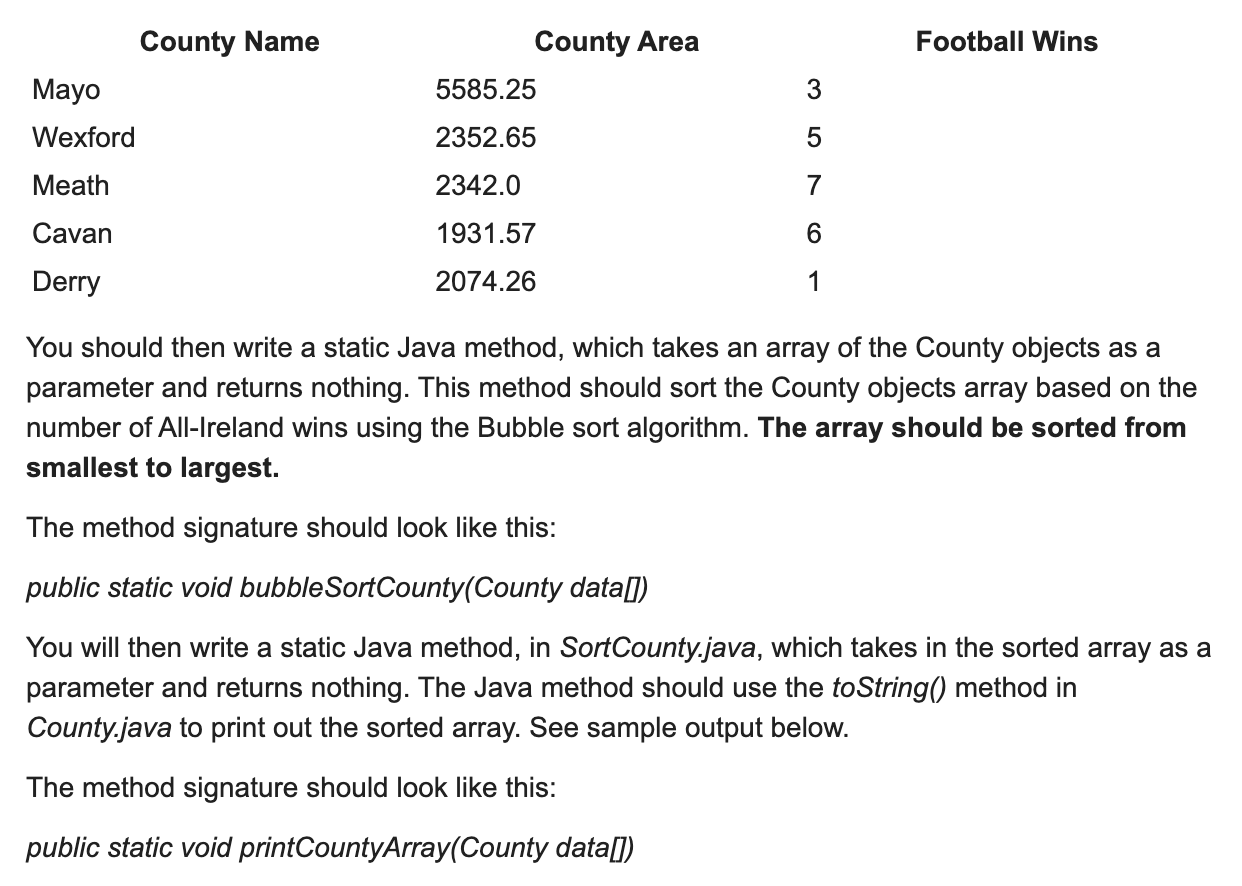 County Name County Area Football Wins
Mayo 5585.25 3
Wexford 2352.65 5
Meath 2342.0 7
Cavan 1931.57 6
Derry 2074.26 1
You should then write a static Java method, which takes an array of the County objects as a
parameter and returns nothing. This method should sort the County objects array based on the
number of All-Ireland wins using the Bubble sort algorithm. The array should be sorted from
smallest to largest.
The method signature should look like this:
public static void bubbleSortCounty(County data[])
You will then write a static Java method, in SortCounty.java, which takes in the sorted array as a
parameter and returns nothing. The Java method should use the toString() method in
County.java to print out the sorted array. See sample output below.
The method signature should look like this:
public static void printCountyArray(County data[])